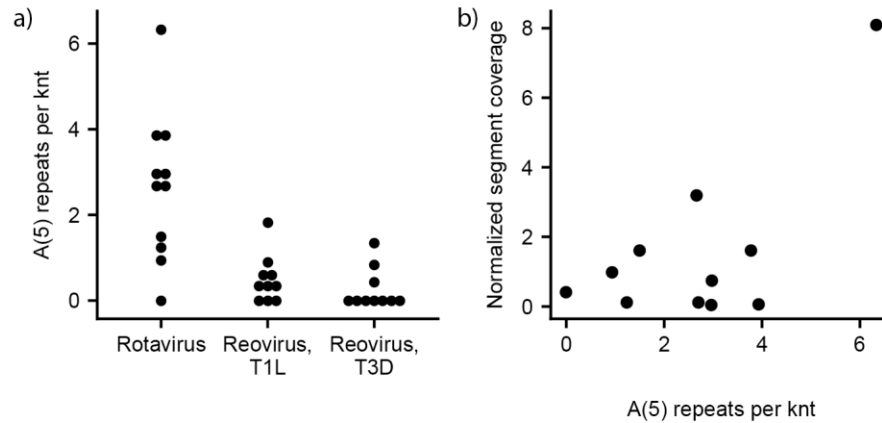 a)
A(5) repeats per knt
6
4
2
0
Rotavirus
Reovirus,
T1L
Reovirus,
T3D
b)
Normalized segment coverage
8
6
4
2
0
0
2
4
6
A(5) repeats per knt